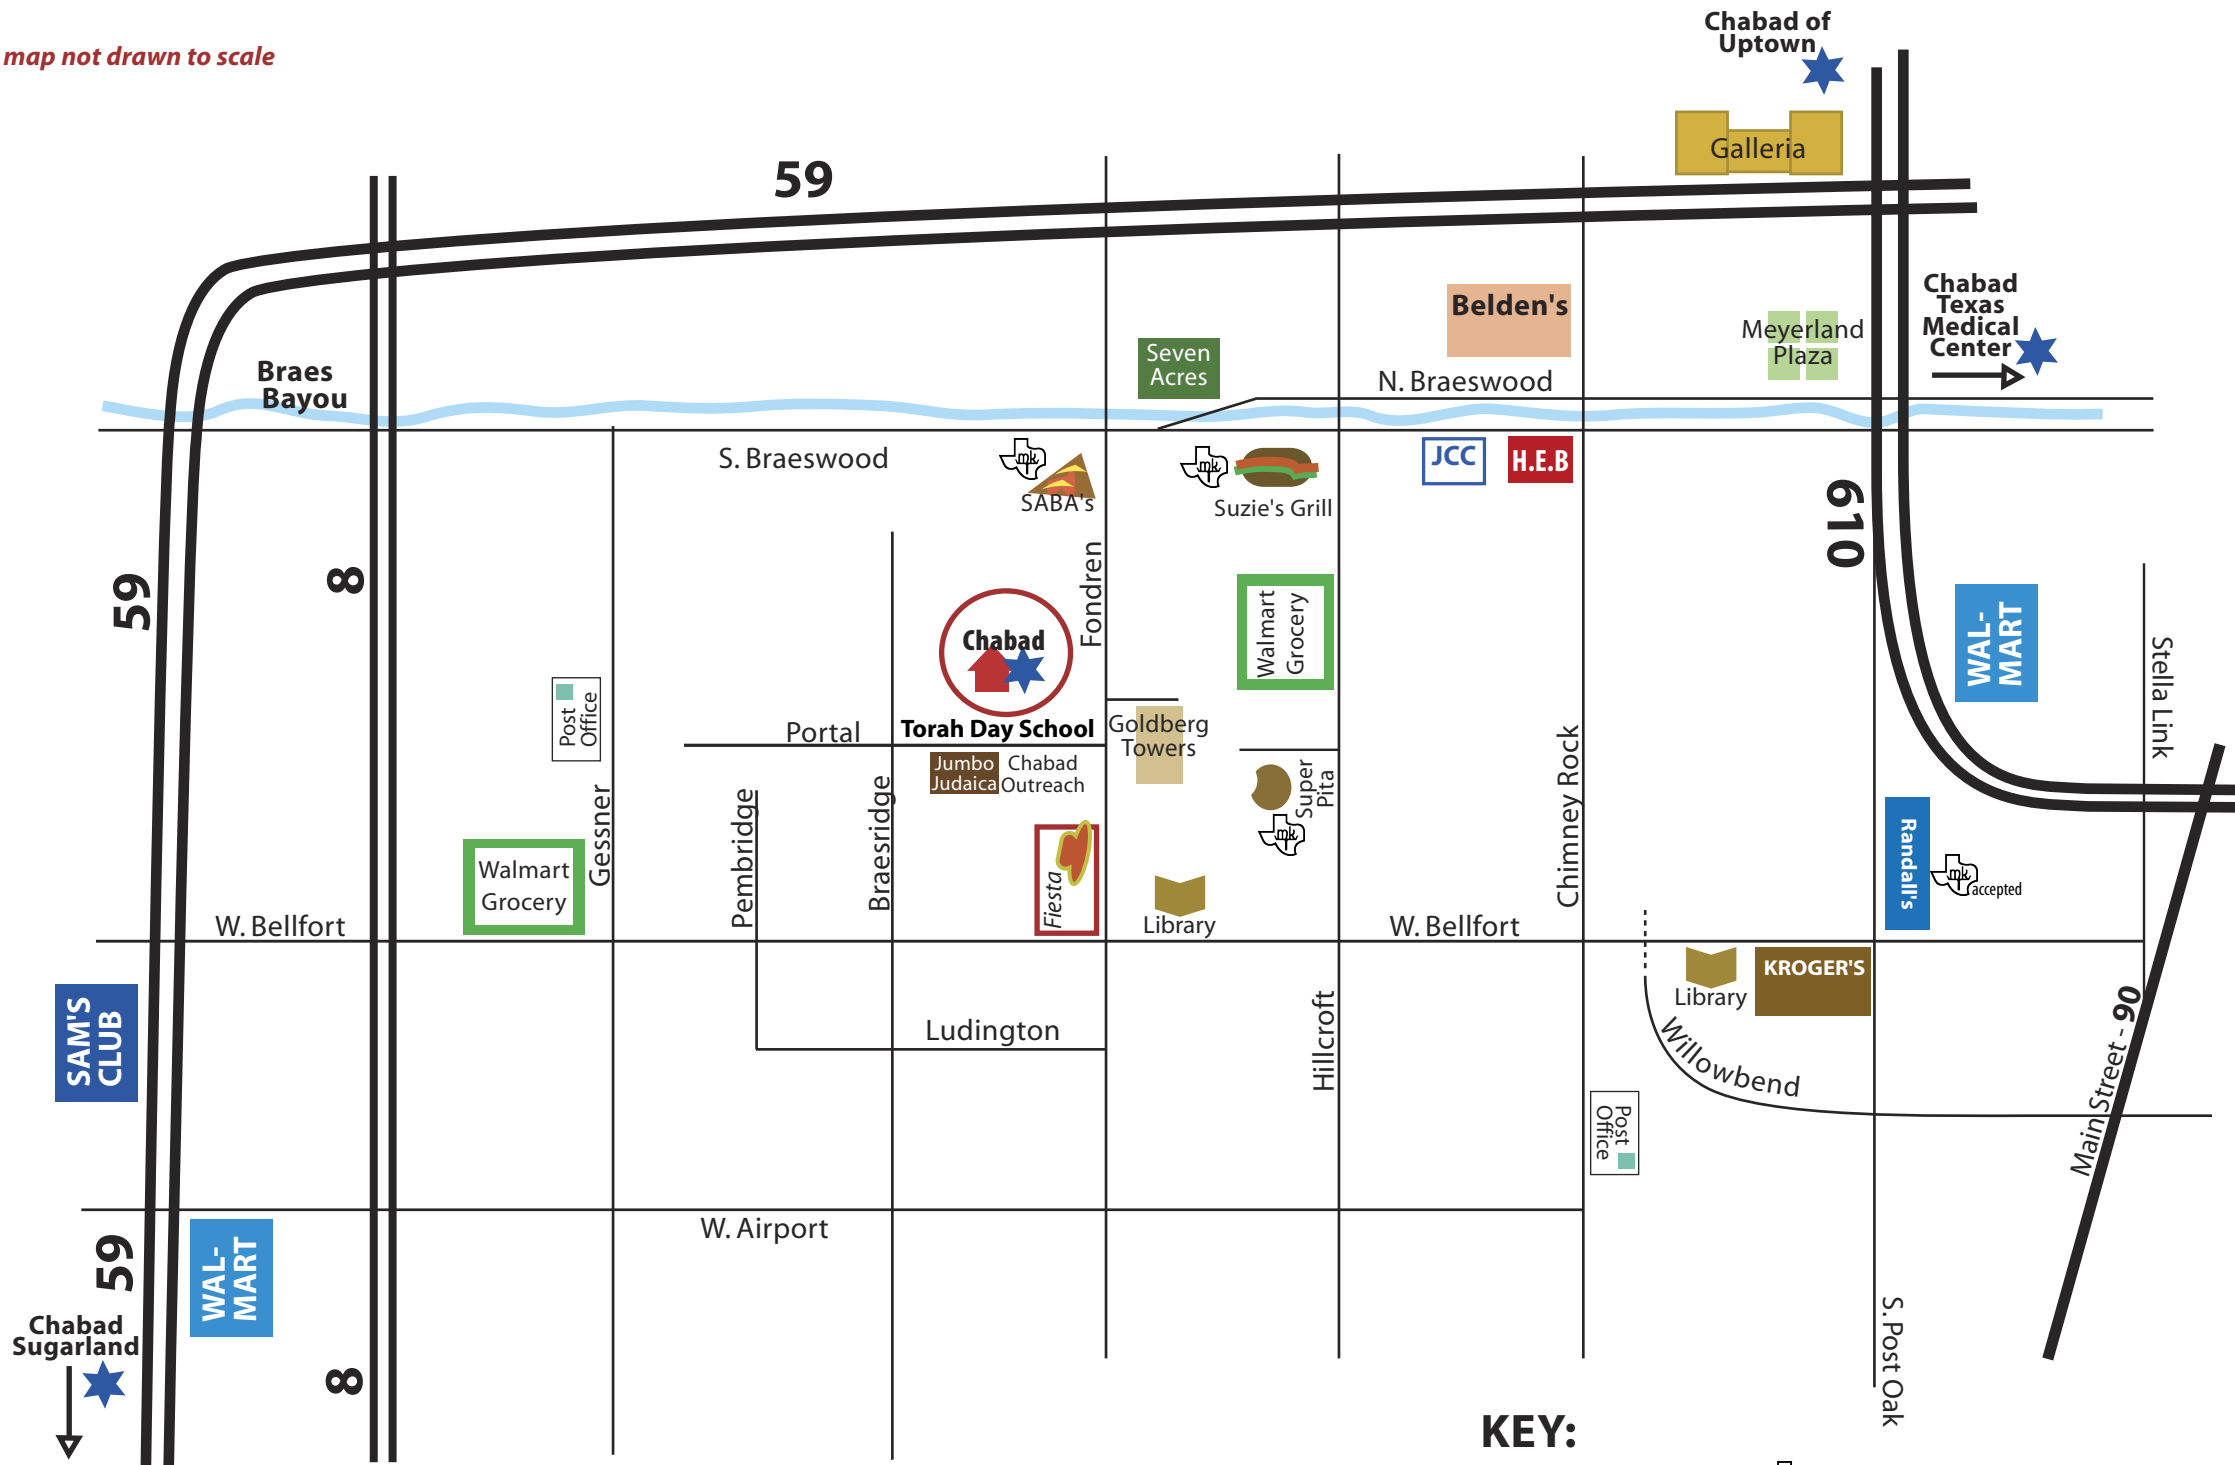 Chabad of
Uptown
map not drawn to scale
Galleria
59
Belden's
Chabad
Texas
Medical
Center
Meyerland
Plaza
Seven
Acres
Braes
Bayou
N. Braeswood
S. Braeswood
mk
SABA's
mk
Suzie's Grill
JCC
H.E.B
610
59
8
Fondren
Chabad
Walmart
Grocery
WAL-
MART
Stella Link
Post
Office
Portal
Torah Day School
Goldberg
Towers
Jumbo
Judaica
Chabad
Outreach
Super
Pita
mk
Chimney Rock
Gessner
Pembridge
Braesridge
Walmart
Grocery
Fiesta
Library
Randall's
mk
accepted
W. Bellfort
W. Bellfort
Library
KROGER'S
SAM'S
CLUB
Ludington
Hillcroft
Willowbend
Main Street - 90
Post
Office
W. Airport
59
WAL-
MART
Chabad
Sugarland
8
S. Post Oak
KEY: